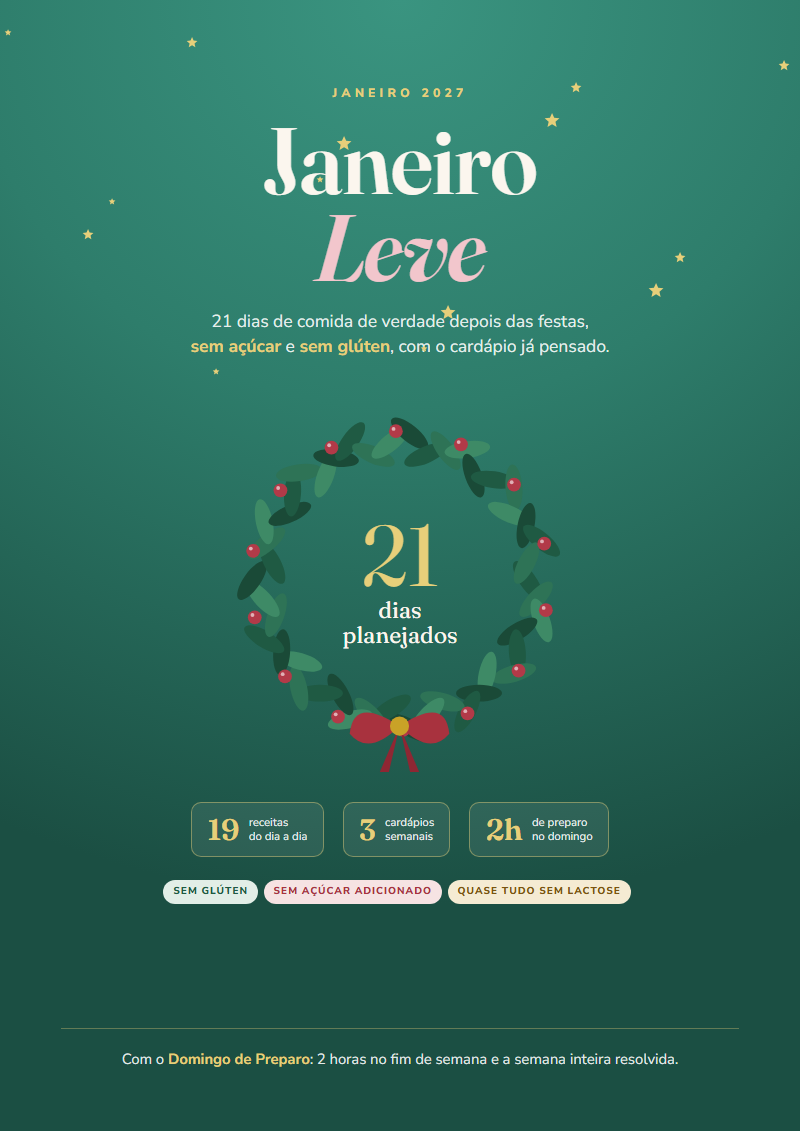 JANEIRO 2027
Janeiro
Leve
21 dias de comida de verdade depois das festas,
sem açúcar e sem glúten, com o cardápio já pensado.
21
dias
planejados
19 receitas
do dia a dia
3 cardápios
semanais
2h de preparo
no domingo
SEM GLÚTEN
SEM AÇÚCAR ADICIONADO
QUASE TUDO SEM LACTOSE
Com o Domingo de Preparo: 2 horas no fim de semana e a semana inteira resolvida.